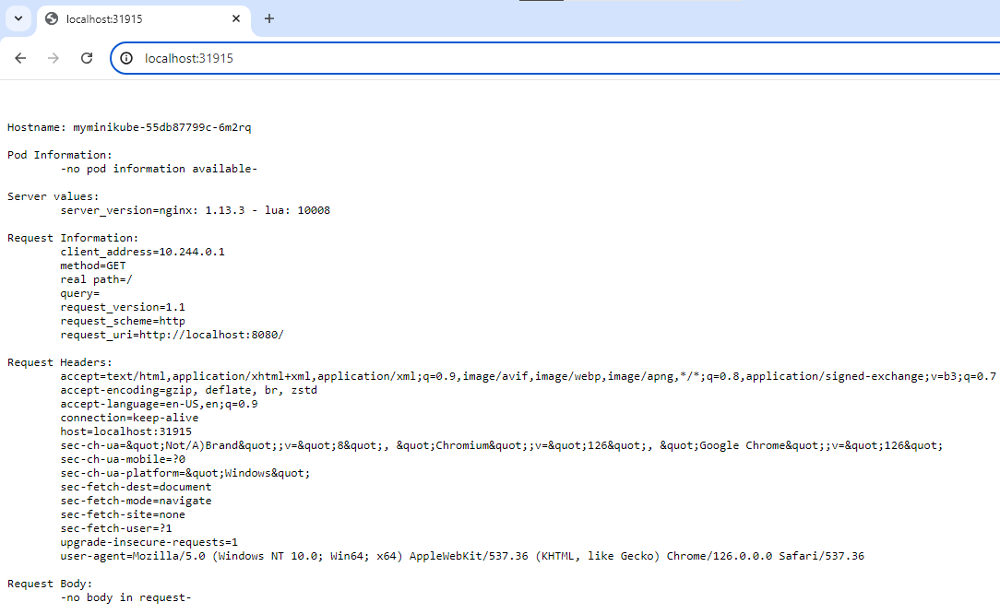 localhost:31915
localhost:31915
Hostname: myminikube-55db87799c-6m2rq
Pod Information:
-no pod information available-
Server values:
server_version=nginx: 1.13.3 - lua: 10008
Request Information:
client_address=10.244.0.1
method=GET
real path=/
query=
request_version=1.1
request_scheme=http
request_uri=http://localhost:8080/
Request Headers:
accept=text/html,application/xhtml+xml,application/xml;q=0.9,image/avif,image/webp,image/apng,*/*;q=0.8,application/signed-exchange;v=b3;q=0.7
accept-encoding=gzip, deflate, br, zstd
accept-language=en-US,en;q=0.9
connection=keep-alive
host=localhost:31915
sec-ch-ua=&quot;Not/A)Brand&quot;;v=&quot;8&quot;, &quot;Chromium&quot;;v=&quot;126&quot;, &quot;Google Chrome&quot;;v=&quot;126&quot;
sec-ch-ua-mobile=?0
sec-ch-ua-platform=&quot;Windows&quot;
sec-fetch-dest=document
sec-fetch-mode=navigate
sec-fetch-site=none
sec-fetch-user=?1
upgrade-insecure-requests=1
user-agent=Mozilla/5.0 (Windows NT 10.0; Win64; x64) AppleWebKit/537.36 (KHTML, like Gecko) Chrome/126.0.0.0 Safari/537.36
Request Body:
-no body in request-